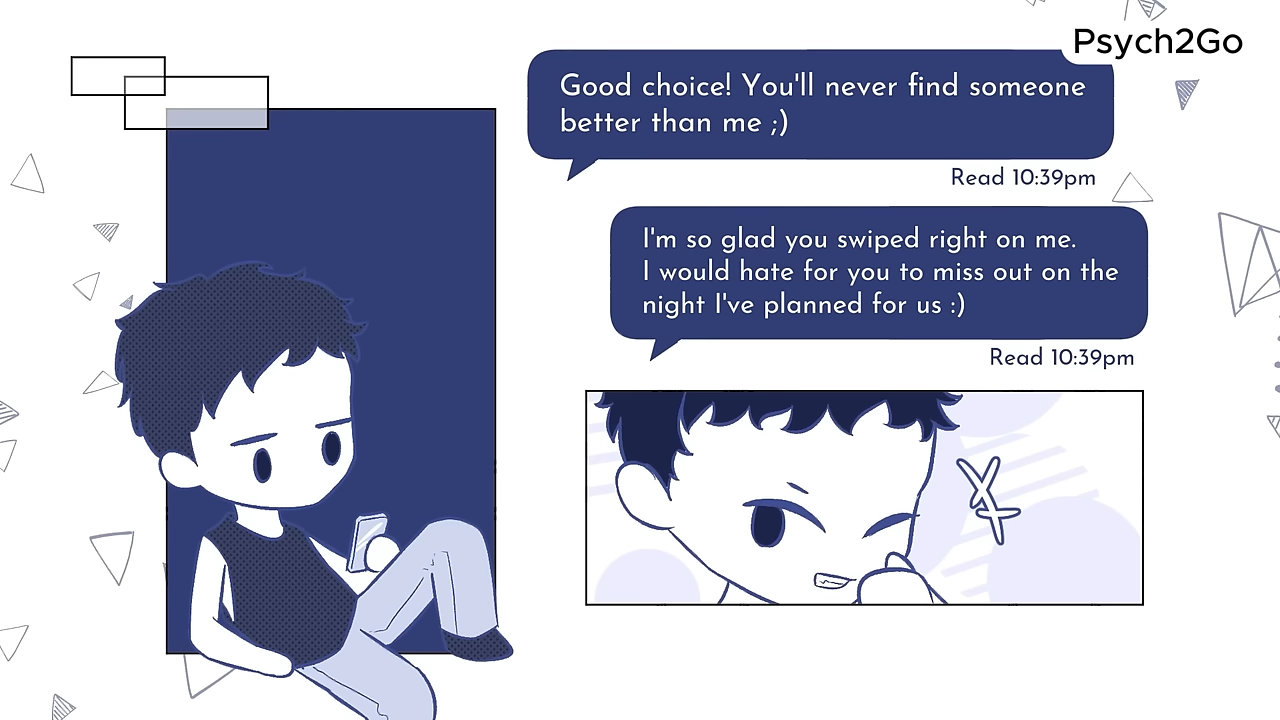 Psych2Go
Good choice! You'll never find someone
better than me ;)
Read 10:39pm
I'm so glad you swiped right on me.
I would hate for you to miss out on the
night I've planned for us :)
Read 10:39pm